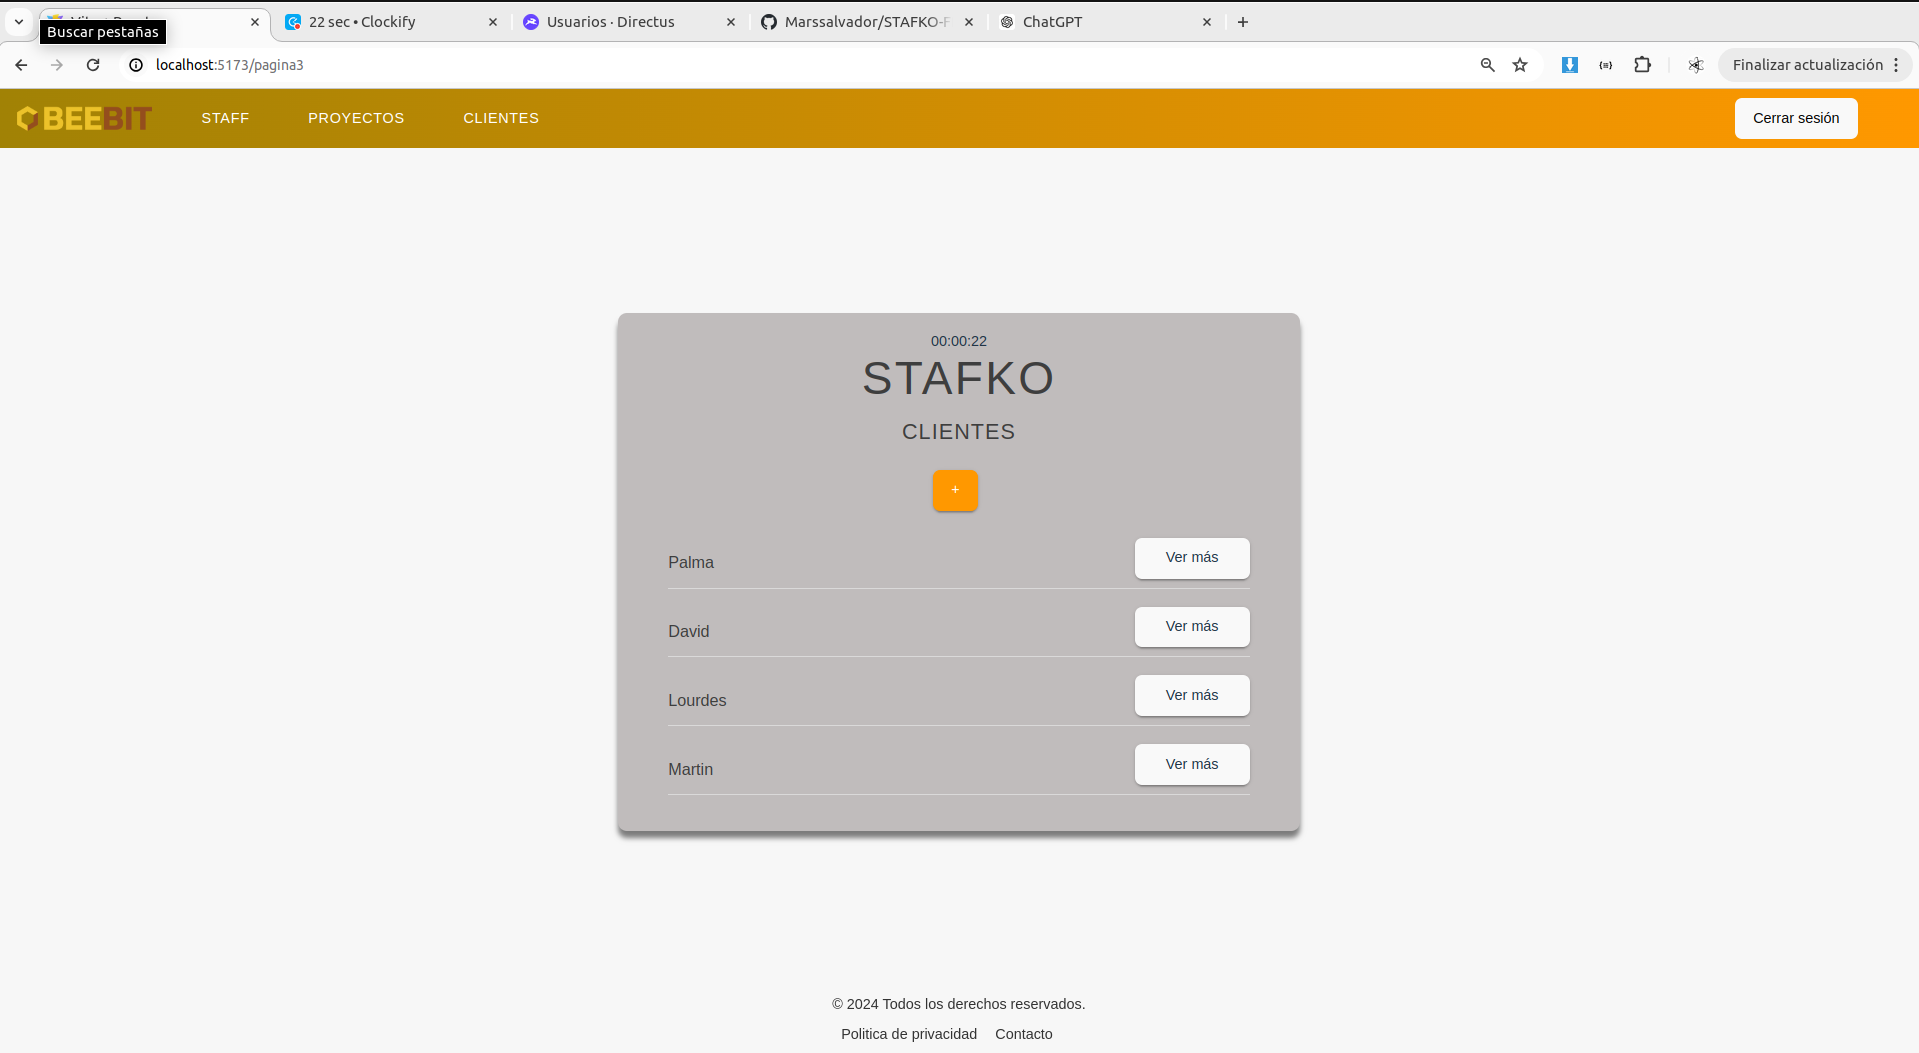 Buscar pestañas
22 sec • Clockify
Usuarios · Directus
Marssalvador/STAFKO-F
ChatGPT
localhost:5173/pagina3
Finalizar actualización
BEEBIT
STAFF
PROYECTOS
CLIENTES
Cerrar sesión
00:00:22
STAFKO
CLIENTES
+
Palma
Ver más
David
Ver más
Lourdes
Ver más
Martin
Ver más
© 2024 Todos los derechos reservados.
Politica de privacidad Contacto